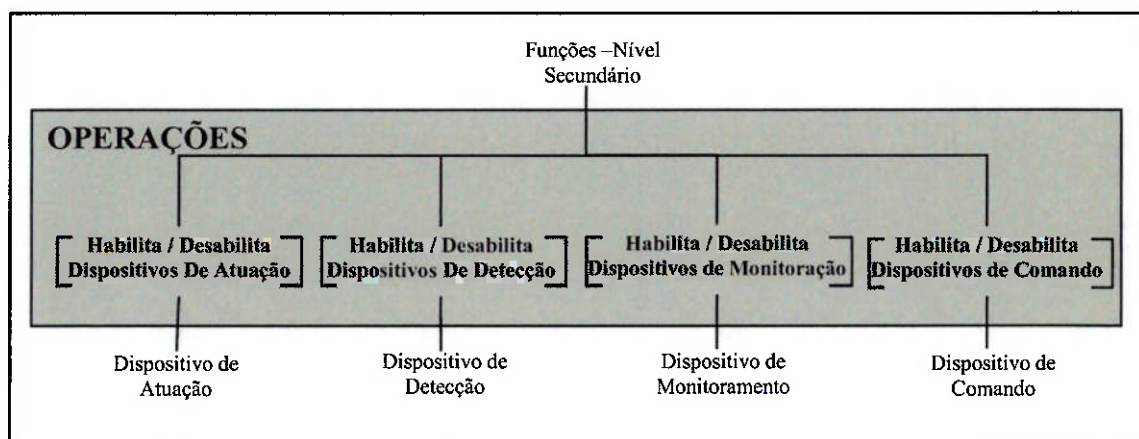 Funções –Nível
Secundário
OPERAÇÕES
Habilita / Desabilita
Dispositivos De Atuação
Habilita / Desabilita
Dispositivos De Detecção
Habilita / Desabilita
Dispositivos de Monitoração
Habilita / Desabilita
Dispositivos de Comando
Dispositivo de
Atuação
Dispositivo de
Detecção
Dispositivo de
Monitoramento
Dispositivo de
Comando